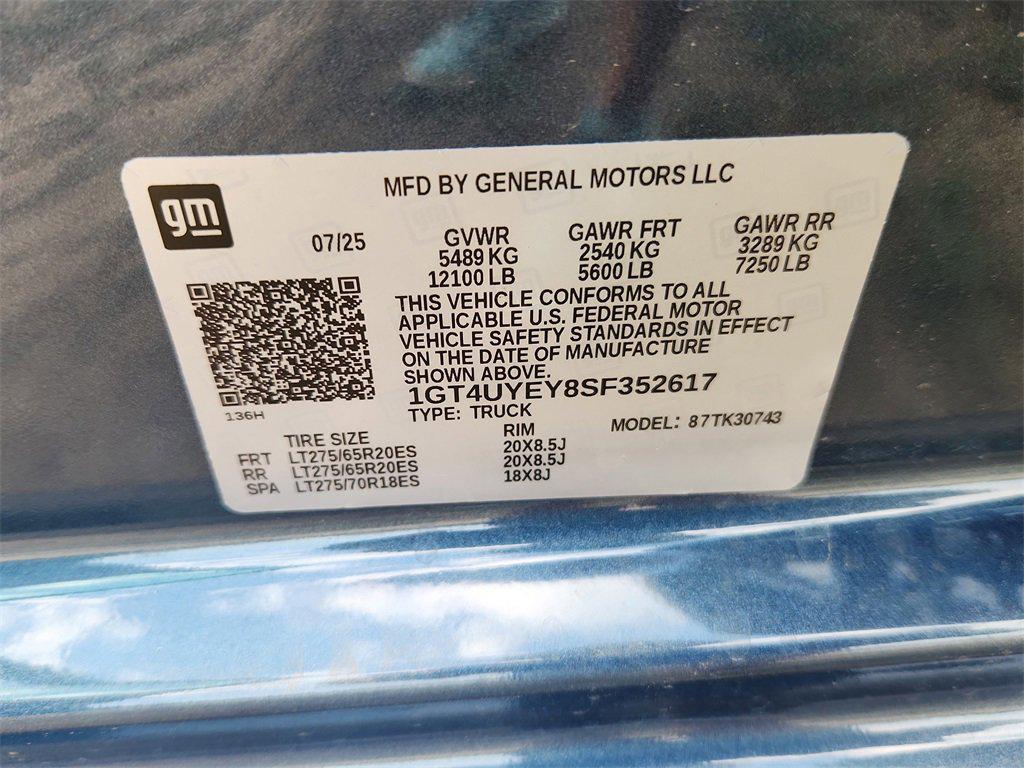 gm
MFD BY GENERAL MOTORS LLC
07/25
GVWR
5489 KG
12100 LB
GAWR FRT
2540 KG
5600 LB
GAWR RR
3289 KG
7250 LB
THIS VEHICLE CONFORMS TO ALL
APPLICABLE U.S. FEDERAL MOTOR
VEHICLE SAFETY STANDARDS IN EFFECT
ON THE DATE OF MANUFACTURE
SHOWN ABOVE.
1GT4UYEY8SF352617
TYPE: TRUCK
MODEL: 87TK30743
136H
TIRE SIZE RIM
FRT LT275/65R20ES 20X8.5J
RR LT275/65R20ES 20X8.5J
SPA LT275/70R18ES 18X8J